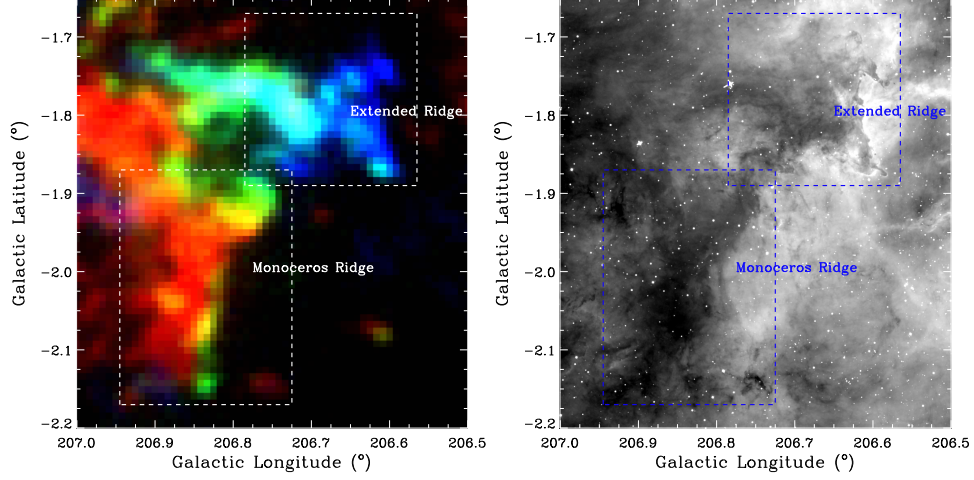 −1.7
−1.8
−1.9
−2.0
−2.1
−2.2
Galactic Latitude (°)
Extended Ridge
Monoceros Ridge
207.0 206.9 206.8 206.7 206.6 206.5
Galactic Longitude (°)
−1.7
−1.8
−1.9
−2.0
−2.1
−2.2
Galactic Latitude (°)
Extended Ridge
Monoceros Ridge
207.0 206.9 206.8 206.7 206.6 206.5
Galactic Longitude (°)